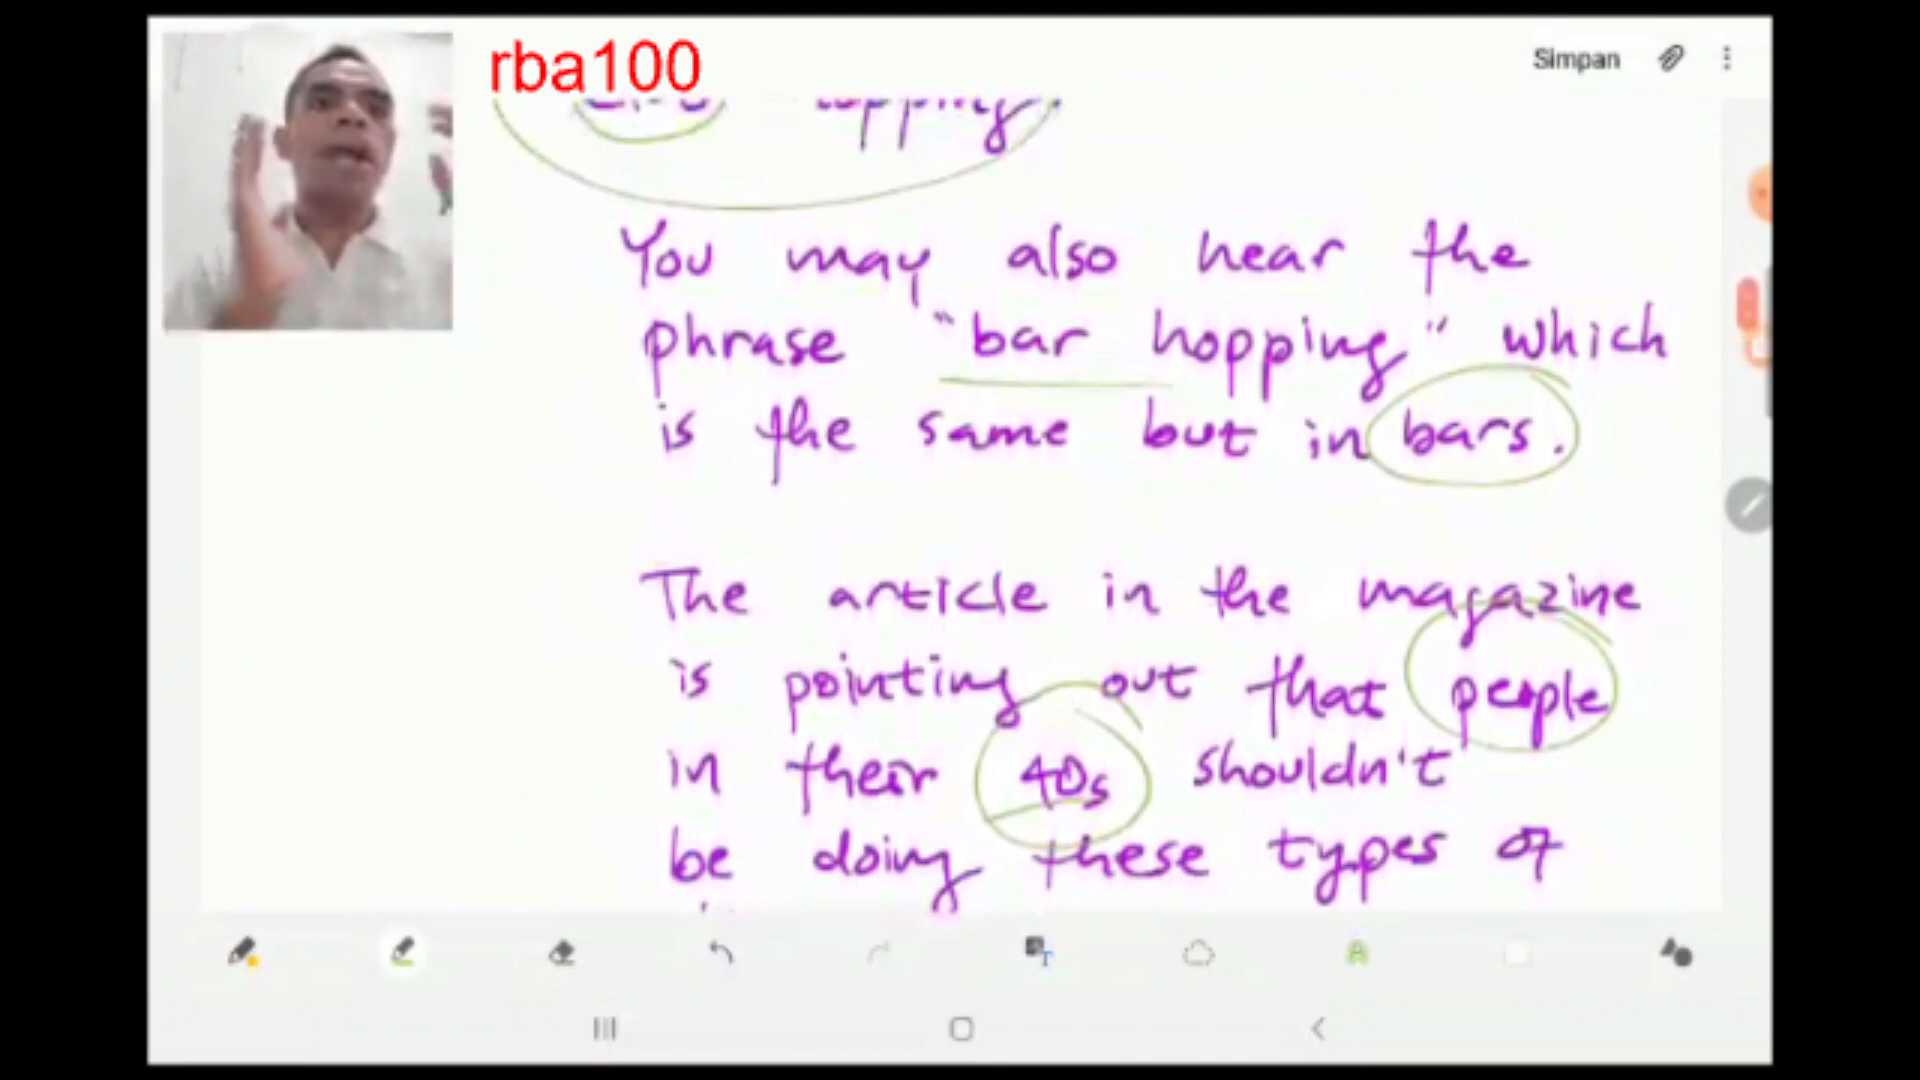 rba100
Simpan
hopping.
You may also hear the
phrase "bar hopping" which
is the same but in bars.
The article in the magazine
is pointing out that people
in their 40s shouldn't
be doing these types of